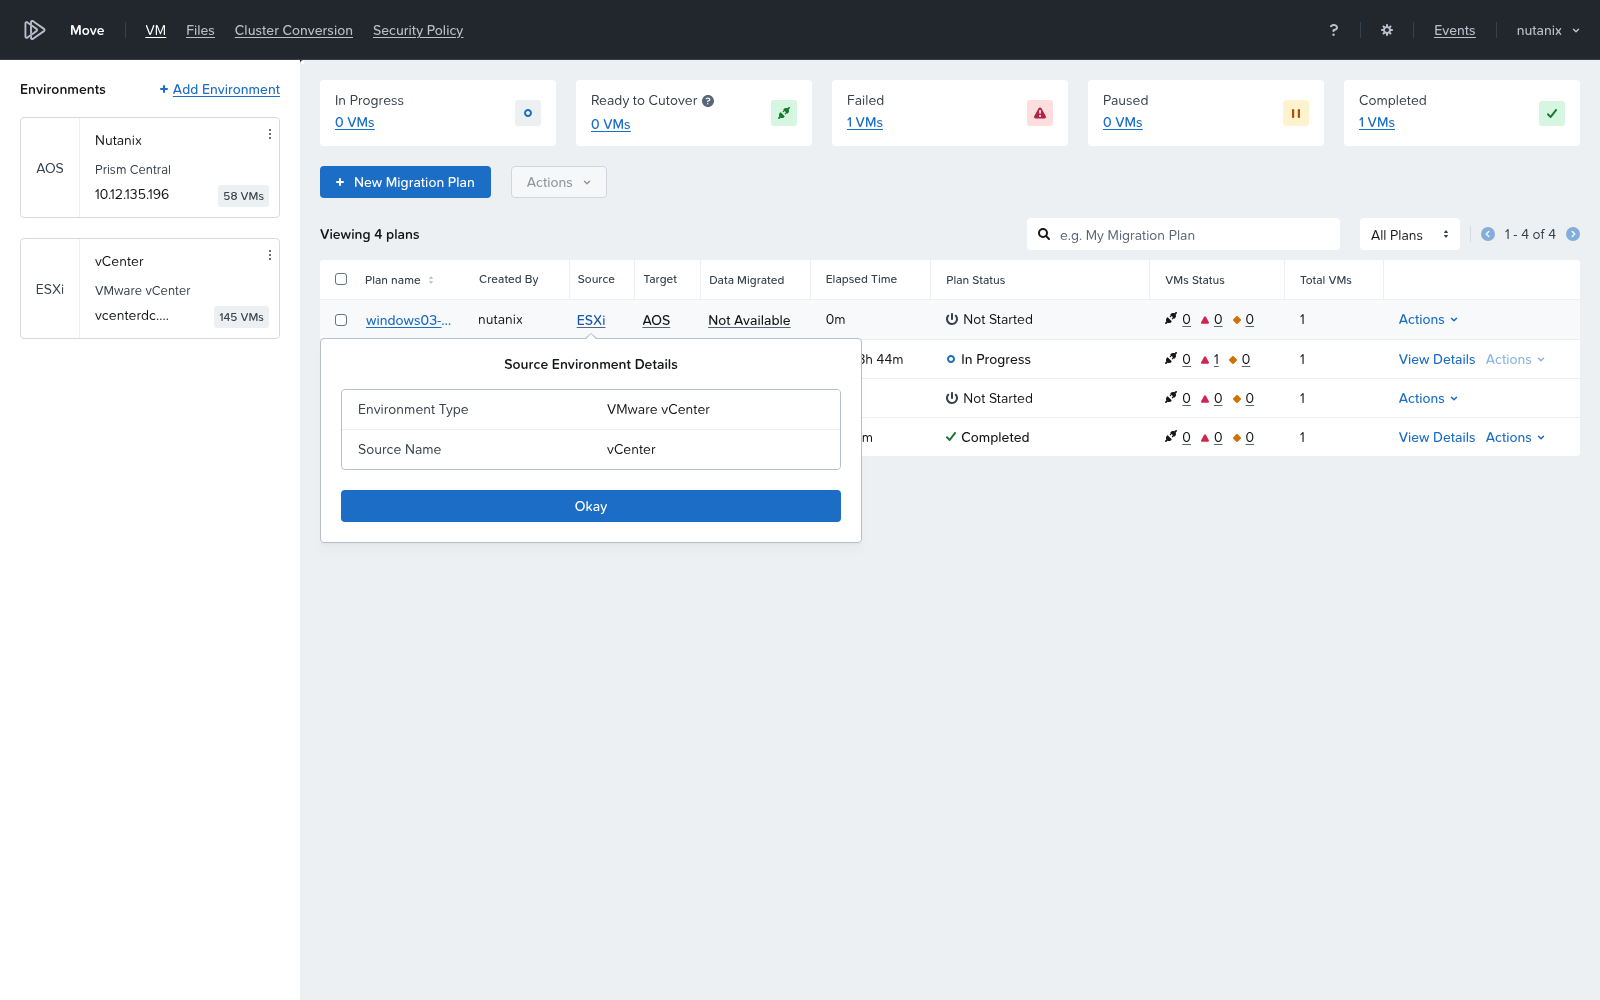 Move VM Files Cluster Conversion Security Policy ? Events nutanix
Environments + Add Environment
AOS
Nutanix
Prism Central
10.12.135.196 58 VMs
ESXi
vCenter
VMware vCenter
vcenterdc.... 145 VMs
In Progress
0 VMs
Ready to Cutover ?
0 VMs
Failed
1 VMs
Paused
0 VMs
Completed
1 VMs
+ New Migration Plan Actions
Viewing 4 plans e.g. My Migration Plan All Plans 1 - 4 of 4
Plan name Created By Source Target Data Migrated Elapsed Time Plan Status VMs Status Total VMs
windows03-... nutanix ESXi AOS Not Available 0m Not Started 0 0 0 1 Actions
h 44m In Progress 0 1 0 1 View Details Actions
Not Started 0 0 0 1 Actions
m Completed 0 0 0 1 View Details Actions
Source Environment Details
Environment Type VMware vCenter
Source Name vCenter
Okay